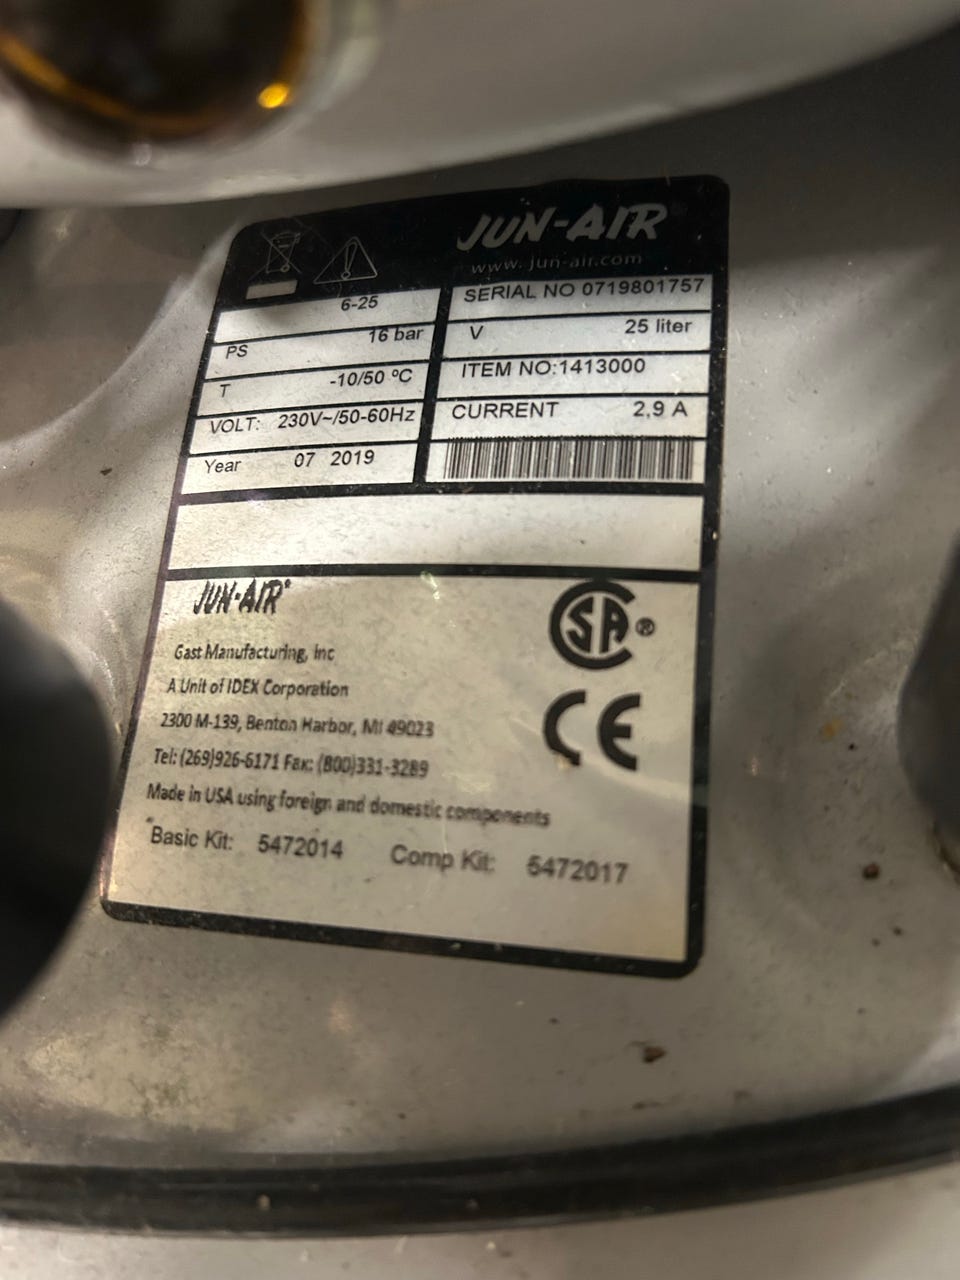 JUN-AIR
www.jun-air.com
6-25
SERIAL NO 0719801757
PS 16 bar
V 25 liter
T -10/50 ºC
ITEM NO:1413000
VOLT: 230V~/50-60Hz
CURRENT 2,9 A
Year 07 2019
JUN-AIR®
Gast Manufacturing, Inc
A Unit of IDEX Corporation
2300 M-139, Benton Harbor, MI 49023
Tel: (269)926-6171 Fax: (800)331-3289
Made in USA using foreign and domestic components
Basic Kit: 5472014 Comp Kit: 5472017
SA®
CE